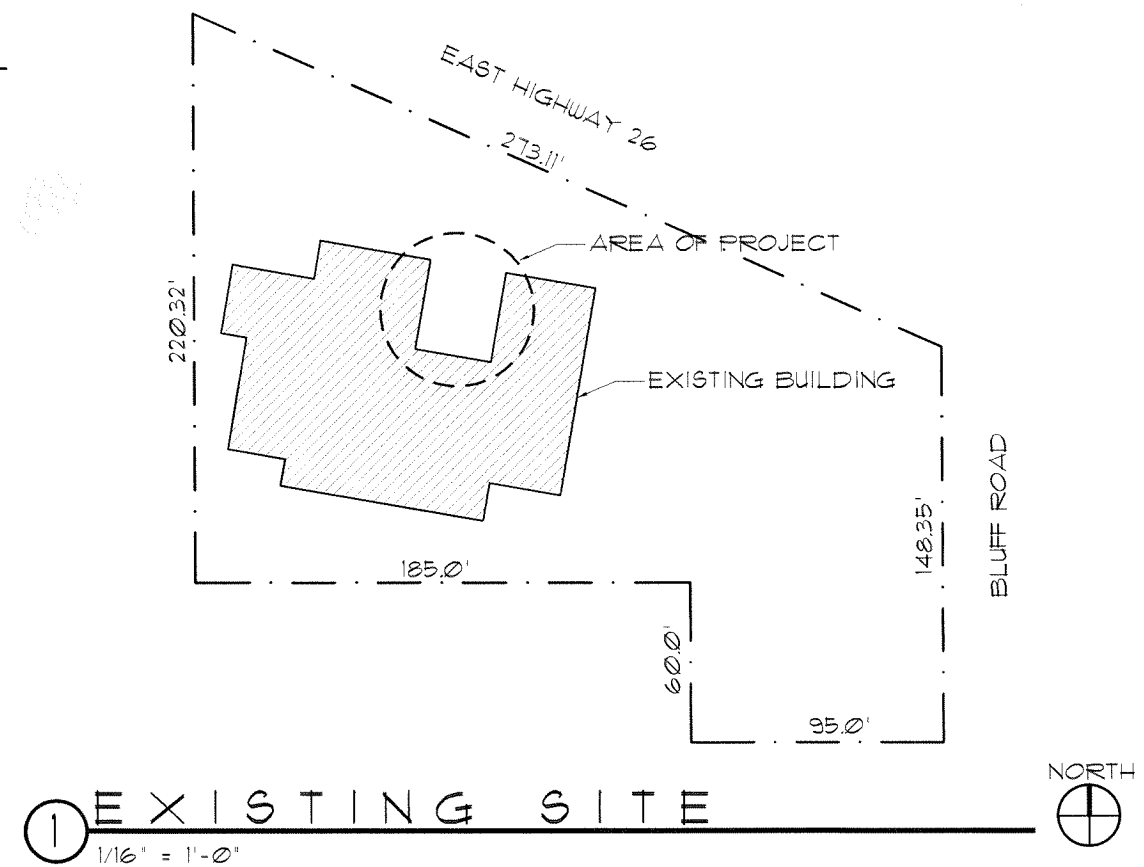 EAST HIGHWAY 26
273.11'
AREA OF PROJECT
220.32'
EXISTING BUILDING
148.35'
BLUFF ROAD
185.0'
60.0'
95.0'
NORTH
1 EXISTING SITE
1/16" = 1'-0"